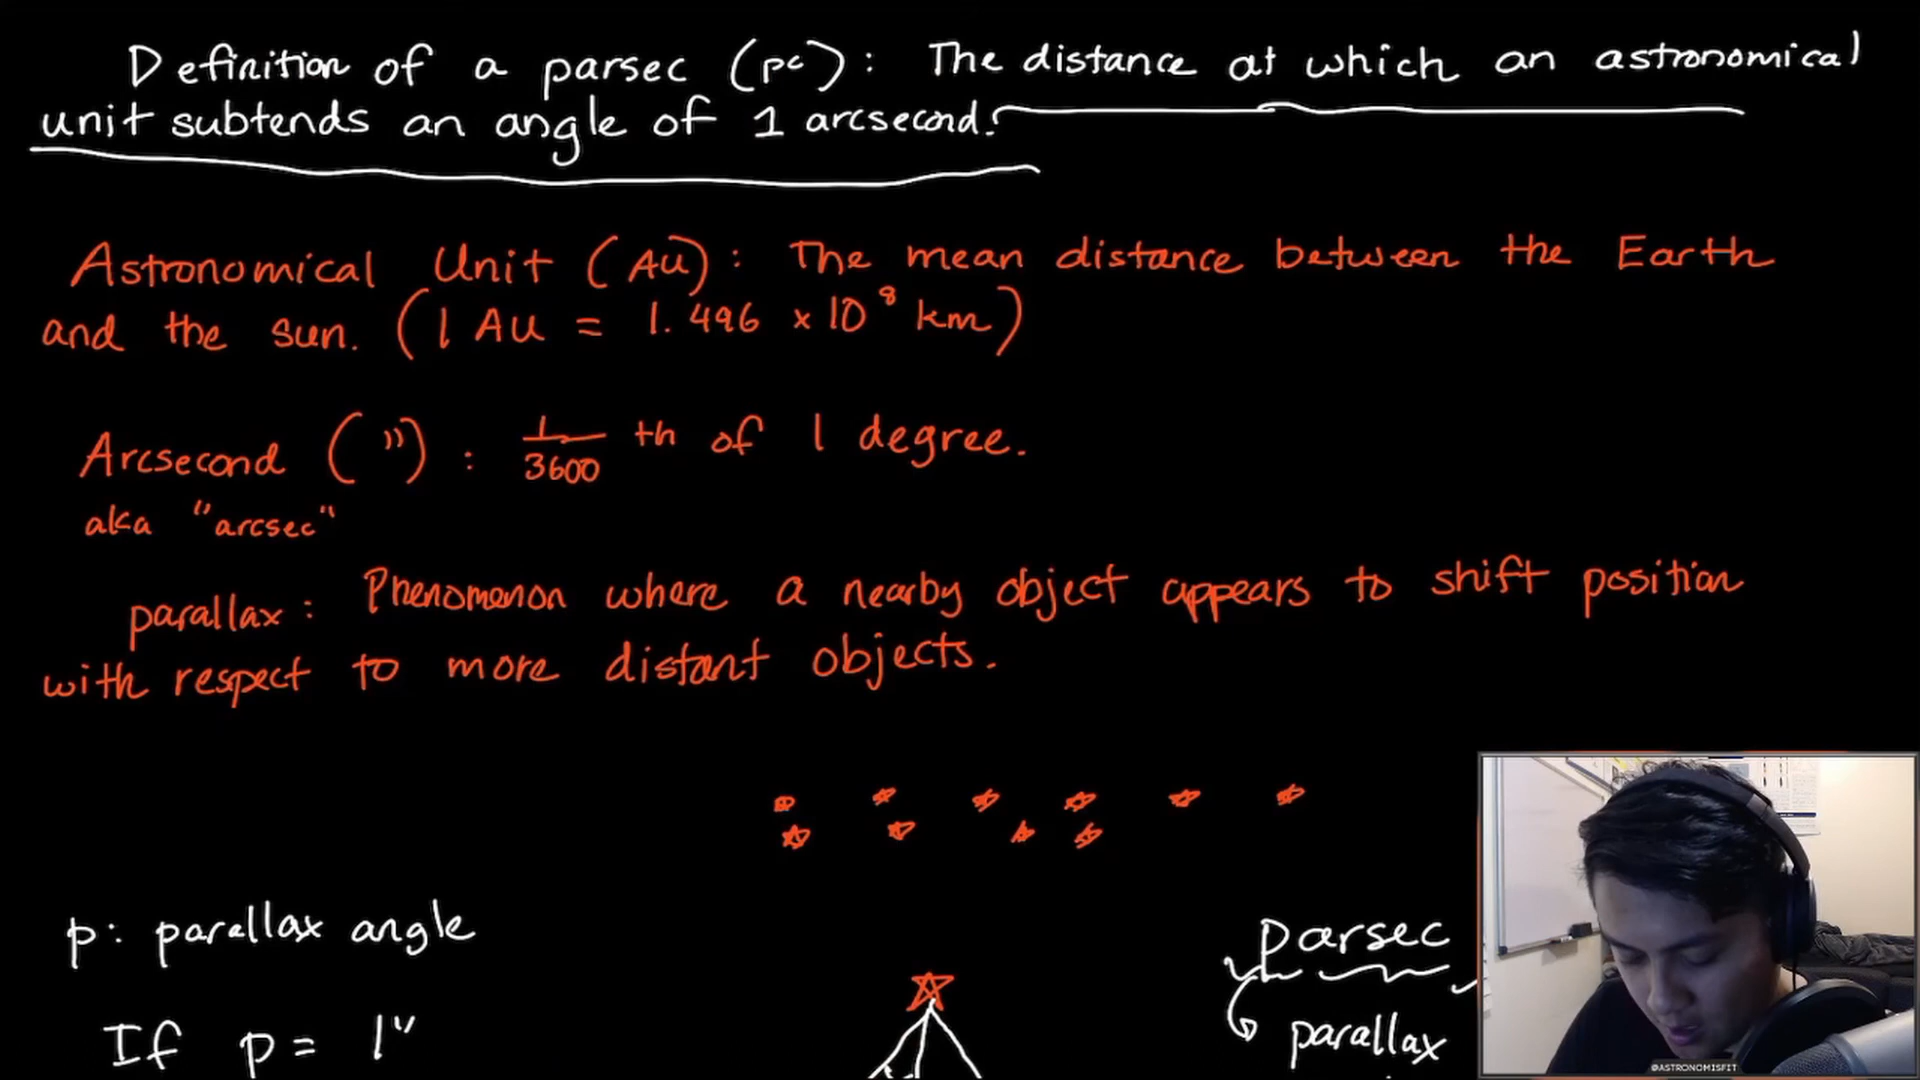 Definition of a parsec (pc): The distance at which an astronomical
unit subtends an angle of 1 arcsecond.
Astronomical Unit (AU): The mean distance between the Earth
and the sun. (1 AU = 1.496 x 10⁸ km)
Arcsecond ("): 1/3600 th of 1 degree.
aka "arcsec"
parallax: Phenomenon where a nearby object appears to shift position
with respect to more distant objects.
p: parallax angle
Parsec
If p = 1"
parallax
@ASTRONOMISFIT